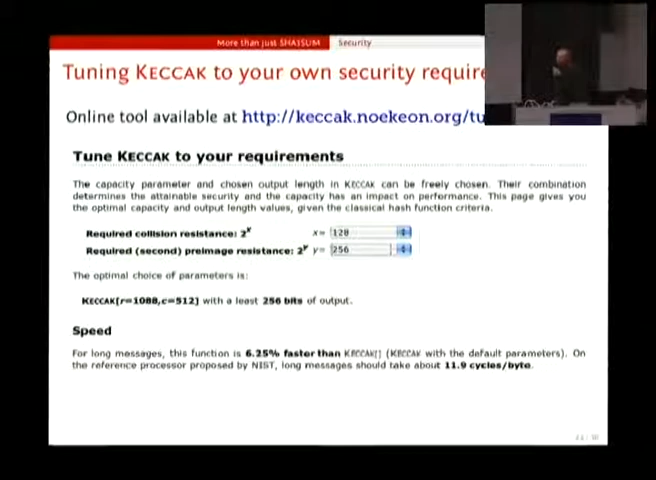 More than just SHA1SUM
Security
Tuning KECCAK to your own security require
Online tool available at http://keccak.noekeon.org/tu
Tune KECCAK to your requirements
The capacity parameter and chosen output length in KECCAK can be freely chosen. Their combination
determines the attainable security and the capacity has an impact on performance. This page gives you
the optimal capacity and output length values, given the classical hash function criteria.
Required collision resistance: 2^x x= 128
Required (second) preimage resistance: 2^y y= 256
The optimal choice of parameters is:
KECCAK[r=1088,c=512] with a least 256 bits of output.
Speed
For long messages, this function is 6.25% faster than KECCAK[] (KECCAK with the default parameters). On
the reference processor proposed by NIST, long messages should take about 11.9 cycles/byte.